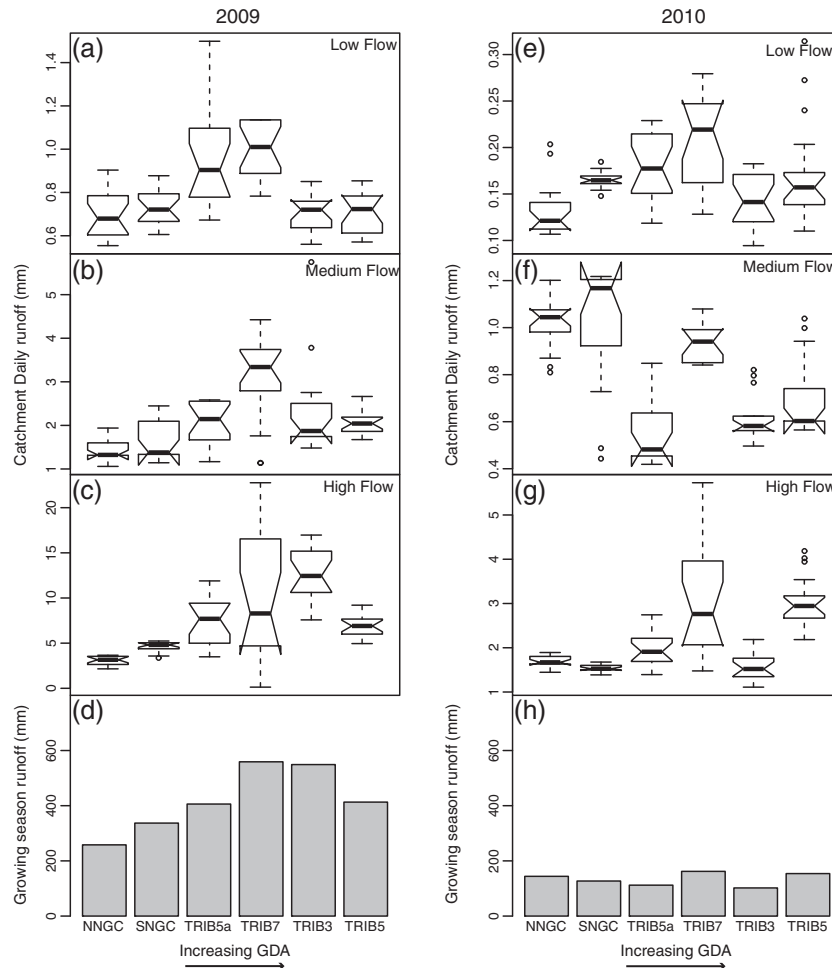 2009
2010
(a)
Low Flow
0.6 0.8 1.0 1.2 1.4
(e)
Low Flow
0.10 0.15 0.20 0.25 0.30
(b)
Medium Flow
1 2 3 4 5
Catchment Daily runoff (mm)
(f)
Medium Flow
0.4 0.6 0.8 1.0 1.2
Catchment Daily runoff (mm)
(c)
High Flow
0 5 10 15 20
(g)
High Flow
1 2 3 4 5
(d)
0 200 400 600
Growing season runoff (mm)
(h)
0 200 400 600
Growing season runoff (mm)
NNGC SNGC TRIB5a TRIB7 TRIB3 TRIB5
NNGC SNGC TRIB5a TRIB7 TRIB3 TRIB5
Increasing GDA
Increasing GDA